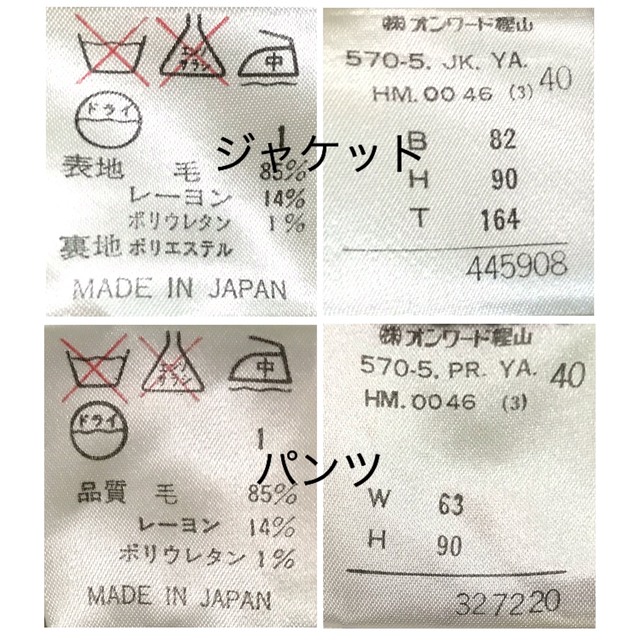 エンソ
サラシ
中
ドライ
1
表地 毛 85%
レーヨン 14%
ポリウレタン 1%
裏地 ポリエステル
MADE IN JAPAN
㈱オンワード樫山
570-5. JK. YA. 40
HM. 0046 (3)
B 82
H 90
T 164
445908
ジャケット
エンソ
サラシ
中
ドライ
1
品質 毛 85%
レーヨン 14%
ポリウレタン 1%
MADE IN JAPAN
㈱オンワード樫山
570-5. PR. YA. 40
HM. 0046 (3)
W 63
H 90
327220
パンツ